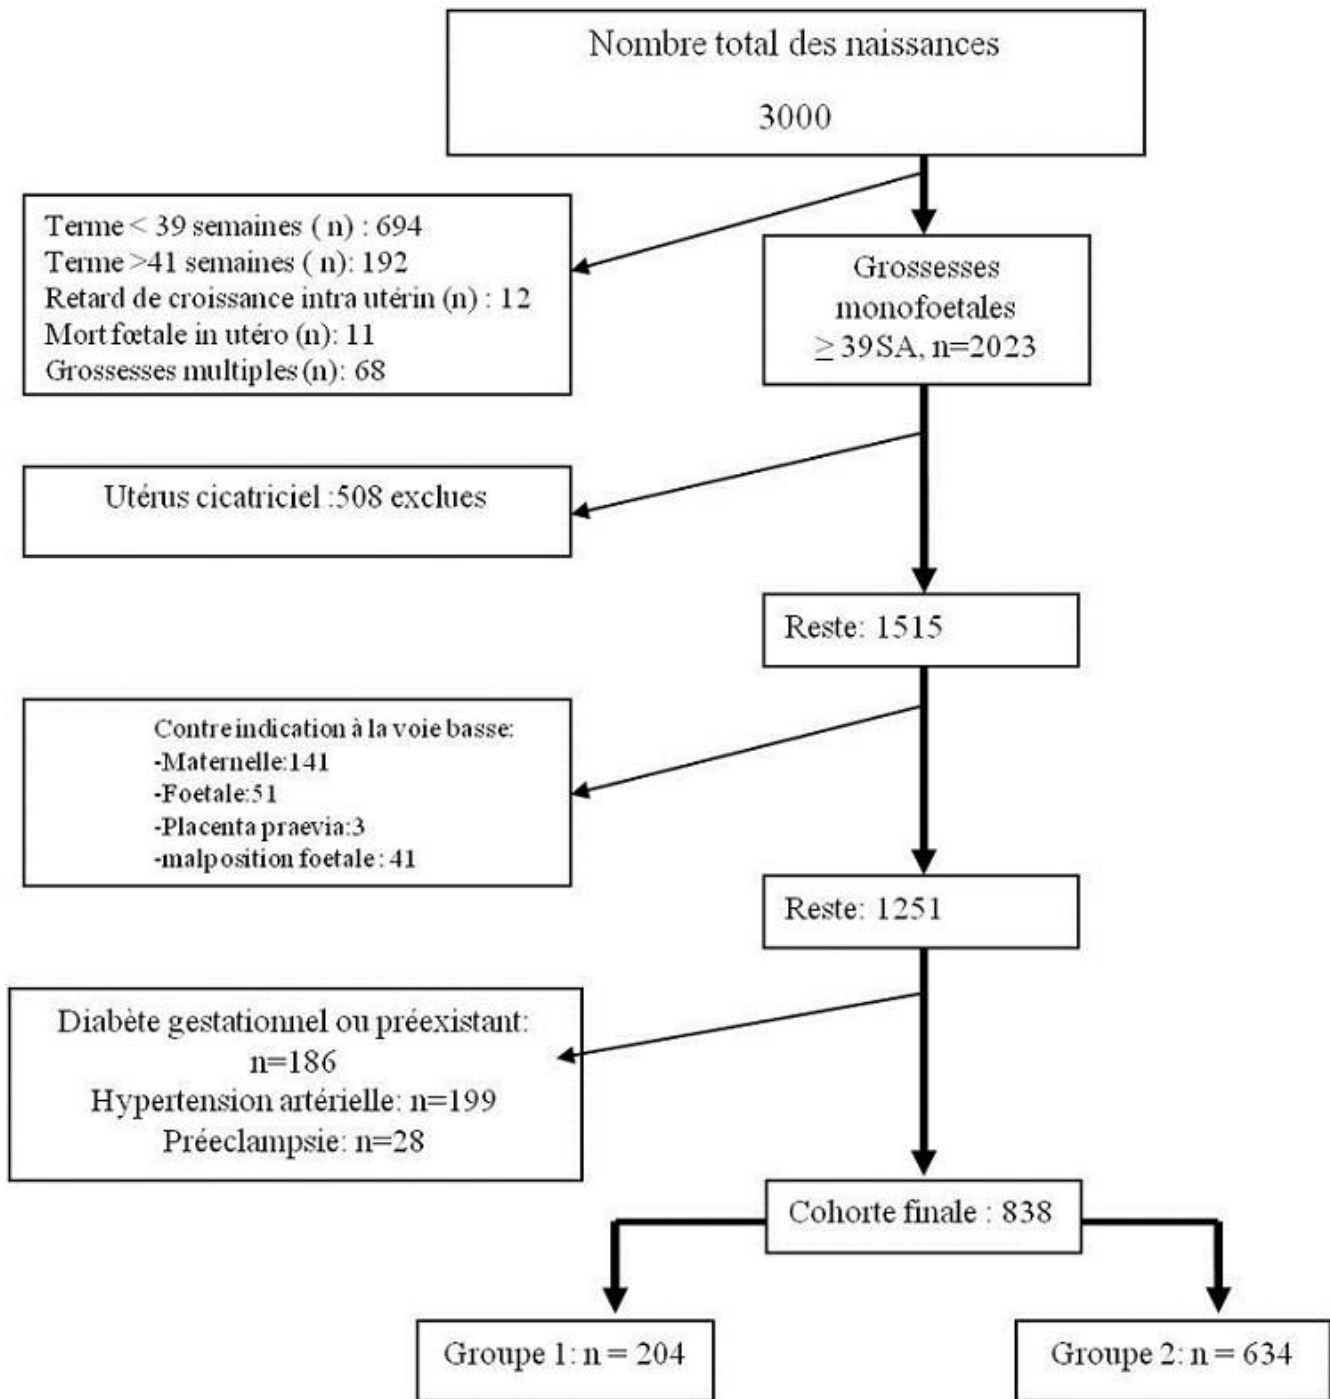 Nombre total des naissances
3000
Terme < 39 semaines ( n) : 694
Terme >41 semaines ( n): 192
Retard de croissance intra utérin (n) : 12
Mort fœtale in utéro (n): 11
Grossesses multiples (n): 68
Grossesses
monofoetales
≥ 39SA, n=2023
Utérus cicatriciel :508 exclues
Reste: 1515
Contre indication à la voie basse:
-Maternelle:141
-Foetale:51
-Placenta praevia:3
-malposition foetale : 41
Reste: 1251
Diabète gestationnel ou préexistant:
n=186
Hypertension artérielle: n=199
Préeclampsie: n=28
Cohorte finale : 838
Groupe 1: n = 204
Groupe 2: n = 634